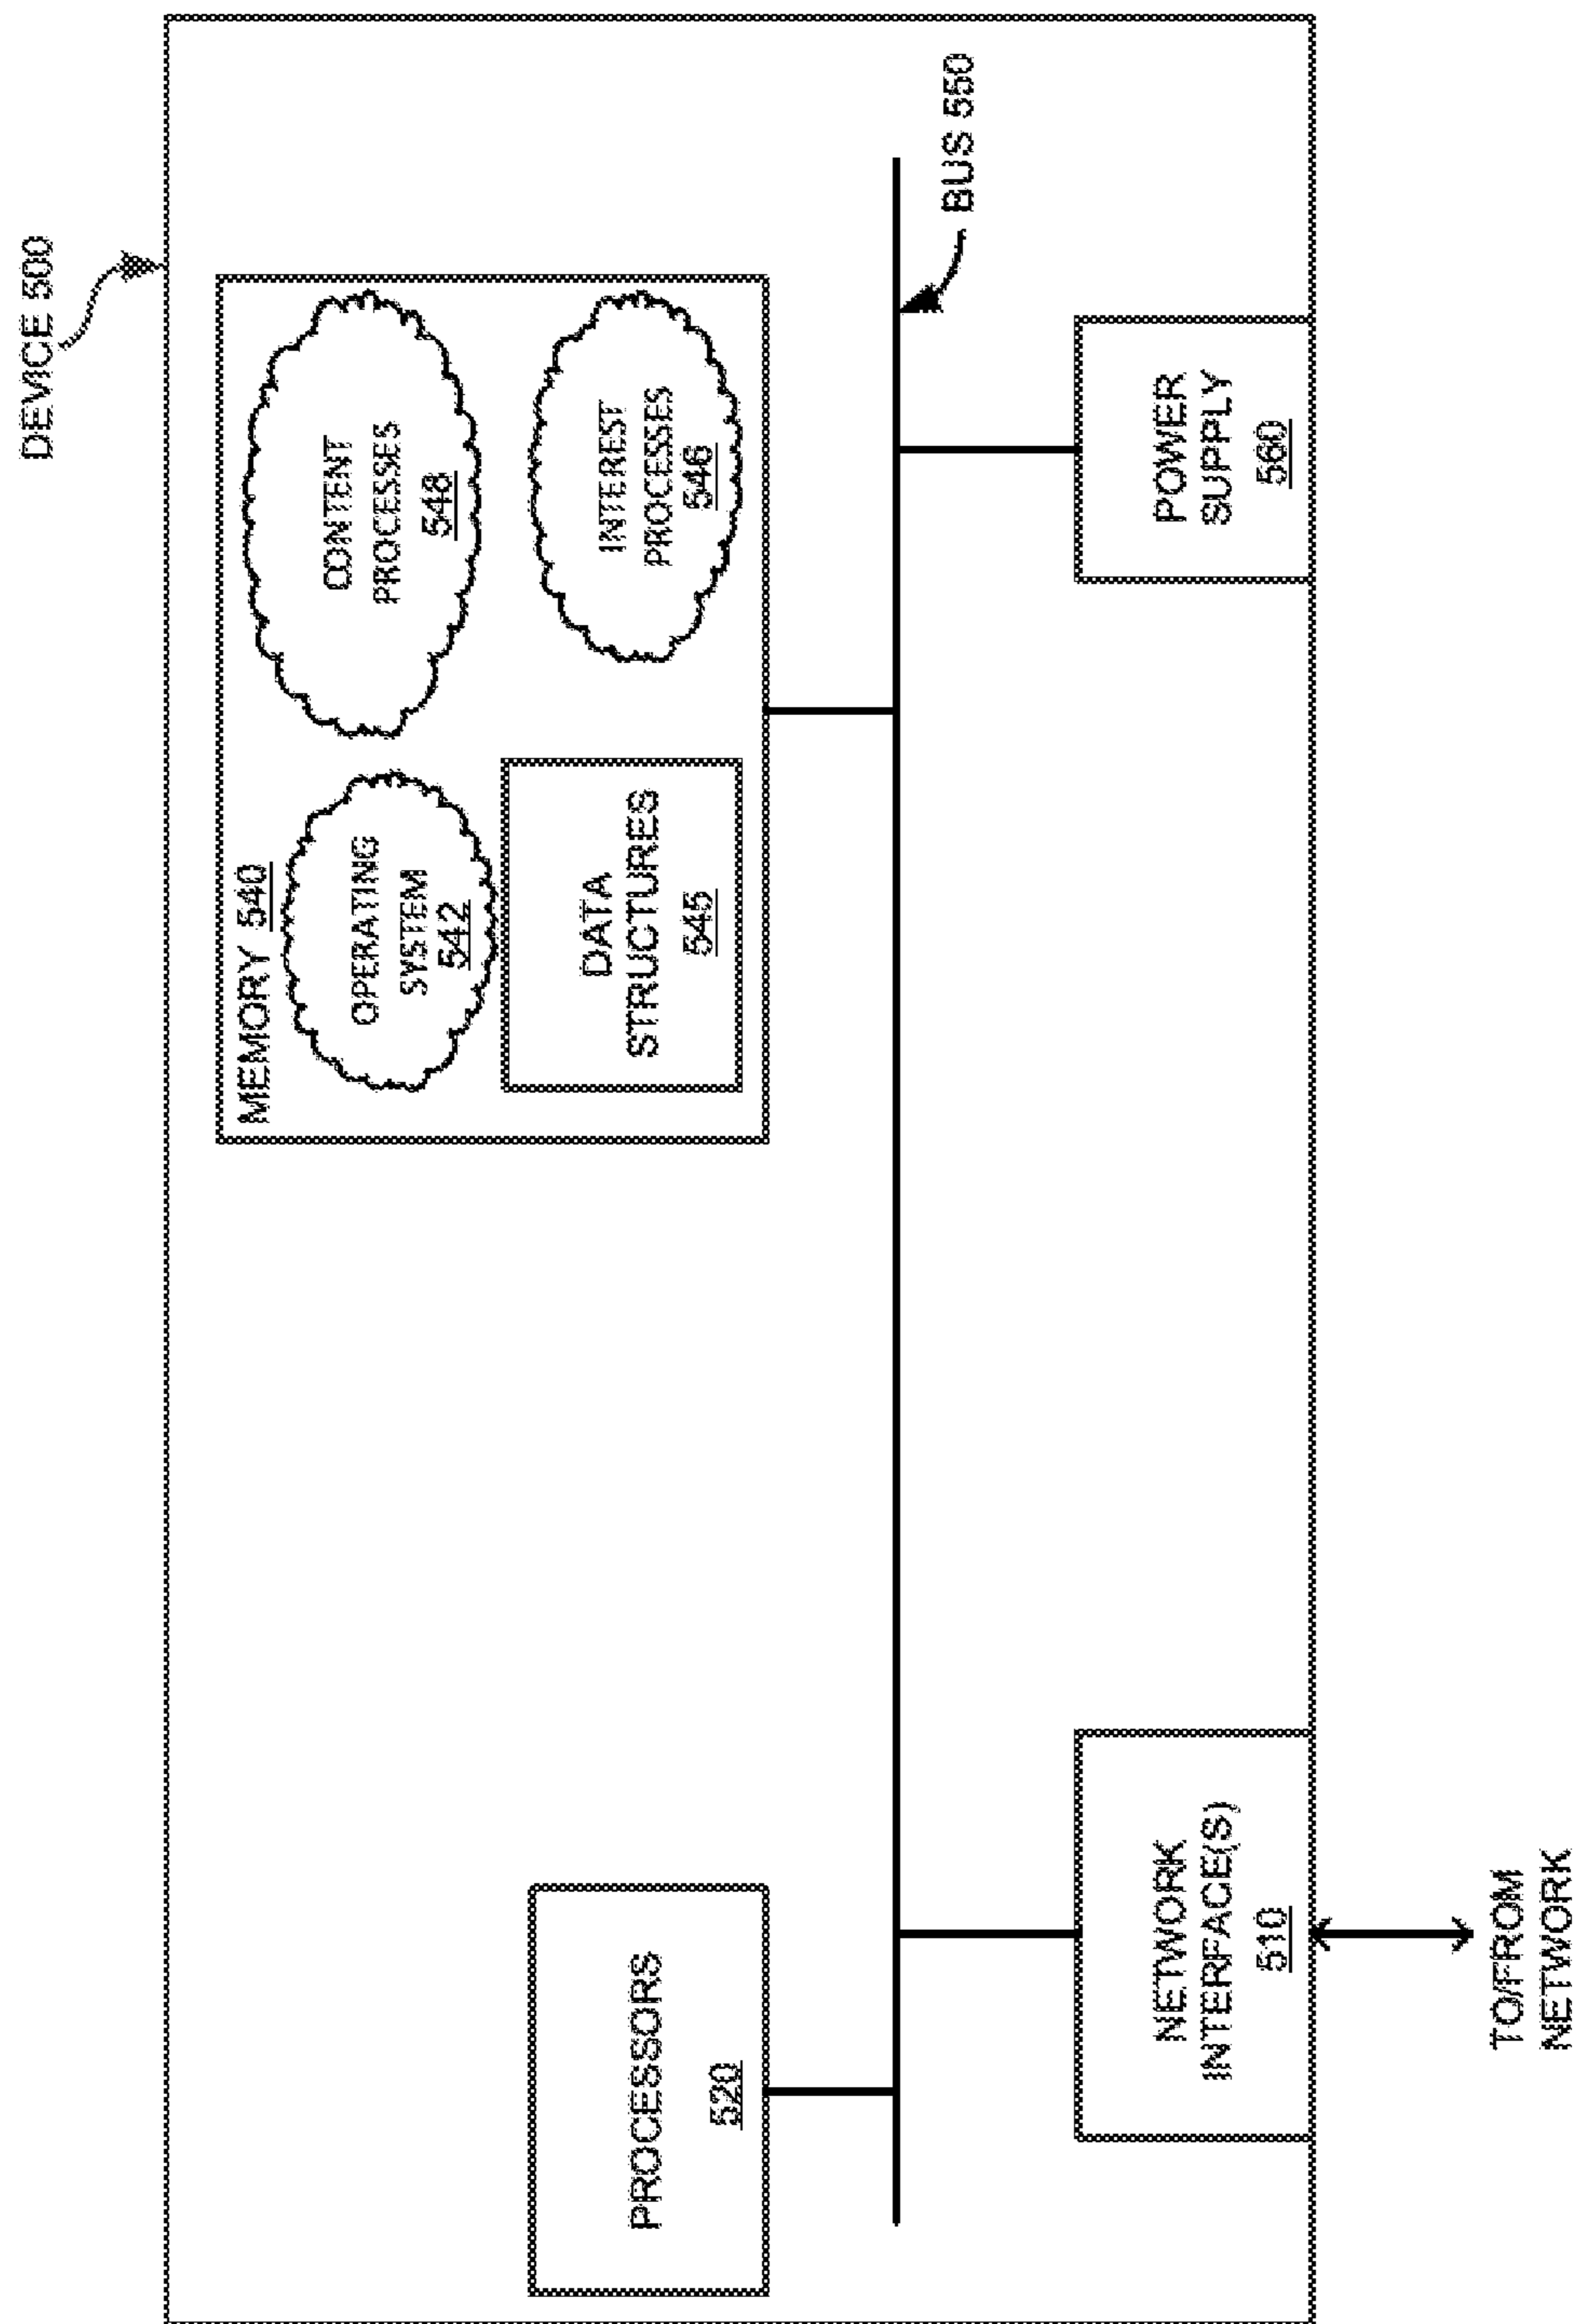 DEVICE 500
MEMORY 540
OPERATING
SYSTEM
542
CONTENT
PROCESSES
548
DATA
STRUCTURES
545
INTEREST
PROCESSES
546
PROCESSORS
520
BUS 550
NETWORK
INTERFACE(S)
510
POWER
SUPPLY
560
TO/FROM
NETWORK